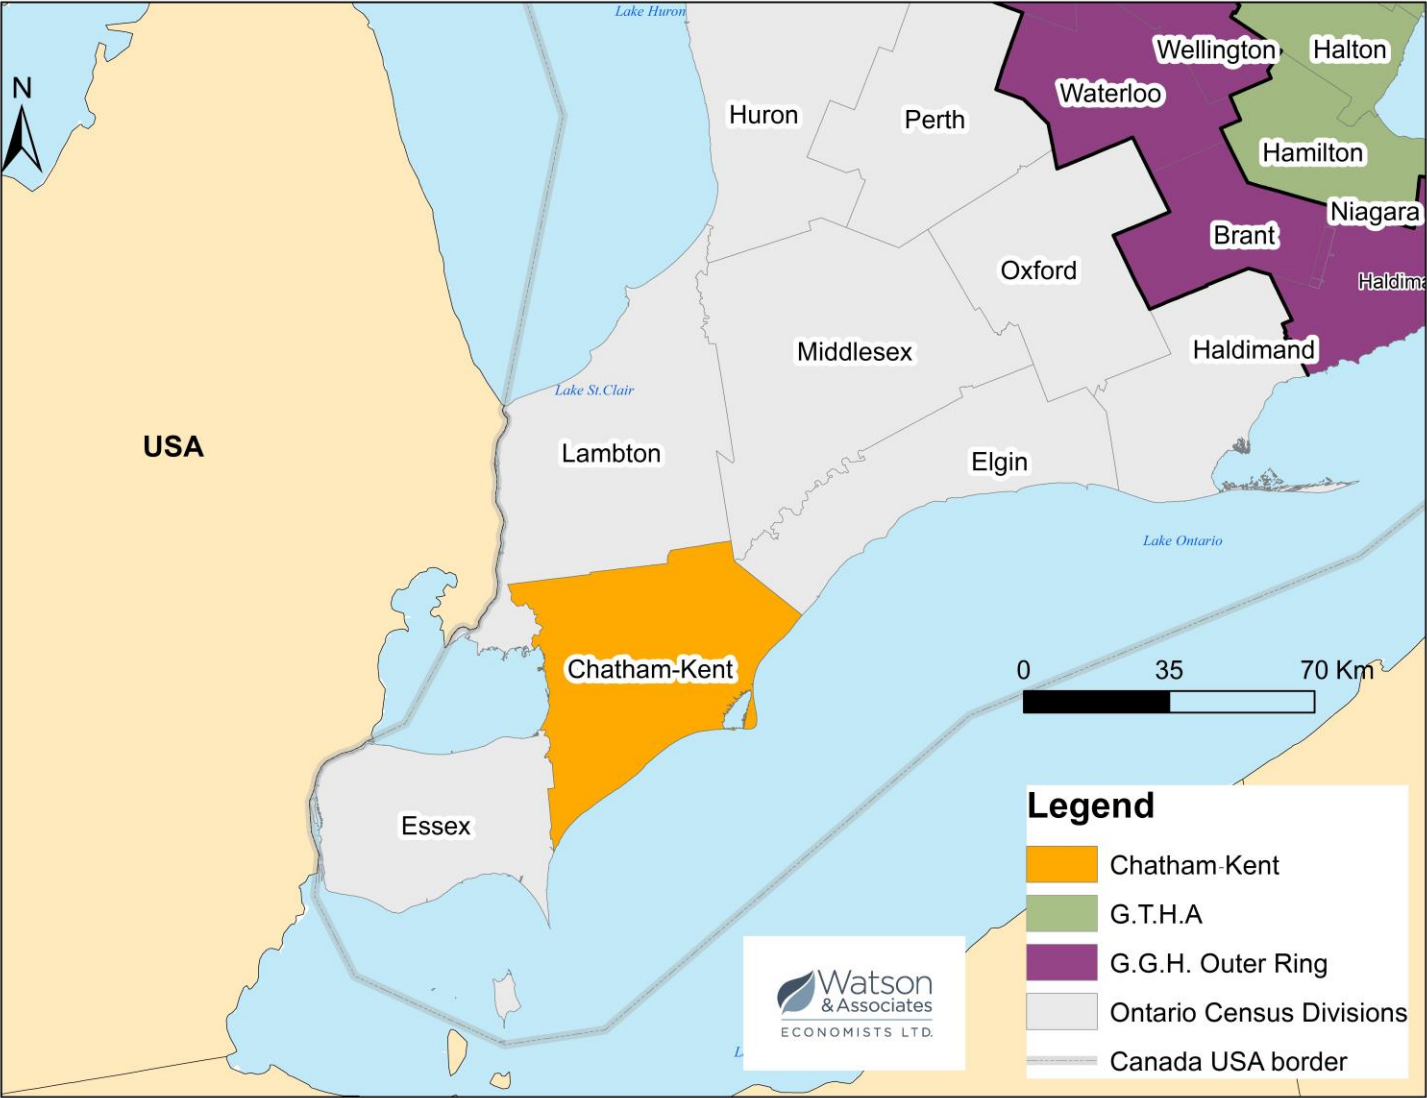 Lake Huron
Wellington
Halton
N
Waterloo
Huron
Perth
Hamilton
Niagara
Brant
Oxford
Middlesex
Haldimand
Lake St.Clair
USA
Lambton
Elgin
Lake Ontario
Chatham-Kent
0 35 70 Km
Essex
Legend
Chatham-Kent
G.T.H.A
G.G.H. Outer Ring
Ontario Census Divisions
Canada USA border
Watson
& Associates
ECONOMISTS LTD.